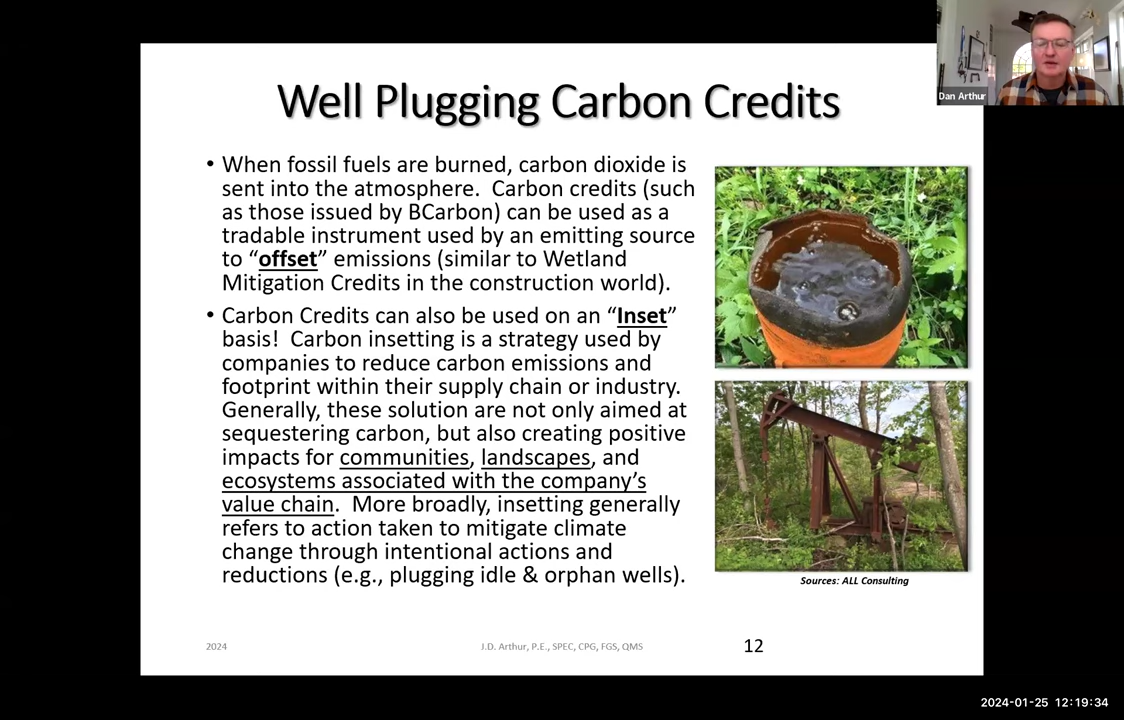 Well Plugging Carbon Credits
• When fossil fuels are burned, carbon dioxide is
sent into the atmosphere.  Carbon credits (such
as those issued by BCarbon) can be used as a
tradable instrument used by an emitting source
to “offset” emissions (similar to Wetland
Mitigation Credits in the construction world).
• Carbon Credits can also be used on an “Inset”
basis!  Carbon insetting is a strategy used by
companies to reduce carbon emissions and
footprint within their supply chain or industry.
Generally, these solution are not only aimed at
sequestering carbon, but also creating positive
impacts for communities, landscapes, and
ecosystems associated with the company’s
value chain.  More broadly, insetting generally
refers to action taken to mitigate climate
change through intentional actions and
reductions (e.g., plugging idle & orphan wells).
Sources: ALL Consulting
2024
J.D. Arthur, P.E., SPEC, CPG, FGS, QMS
12
Dan Arthur
2024-01-25 12:19:34